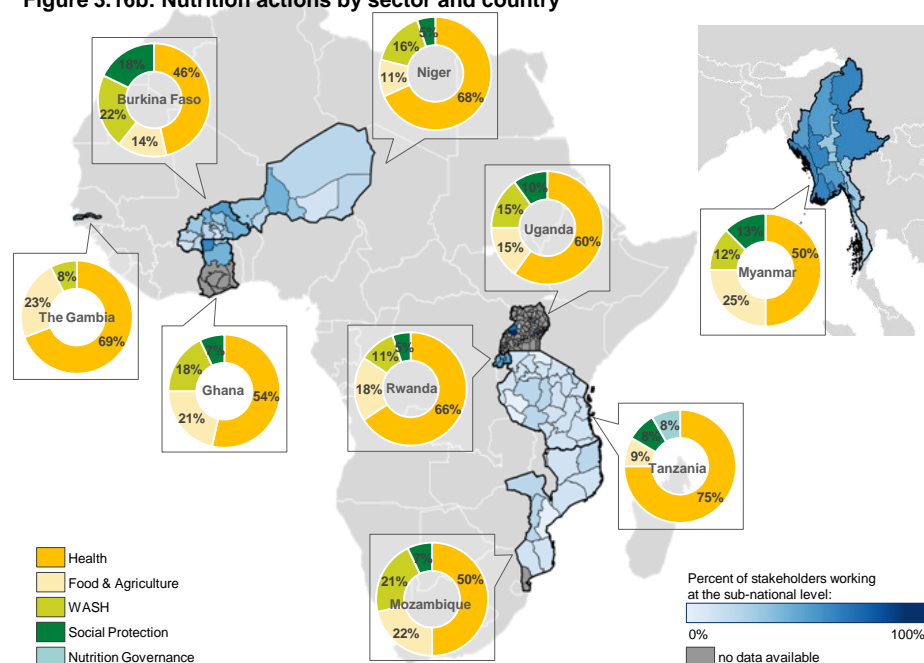 Figure 3.16b: Nutrition actions by sector and country
5%
16%
Niger
11%
68%
18%
46%
Burkina Faso
22%
14%
10%
15%
Uganda
15%
60%
13%
12%
50%
Myanmar
25%
8%
23%
The Gambia
69%
7%
18%
Ghana
54%
21%
5%
11%
18%
Rwanda
66%
8%
8%
9%
Tanzania
75%
7%
21%
50%
Mozambique
22%
Health
Food & Agriculture
WASH
Social Protection
Nutrition Governance
Percent of stakeholders working
at the sub-national level:
0%
100%
no data available